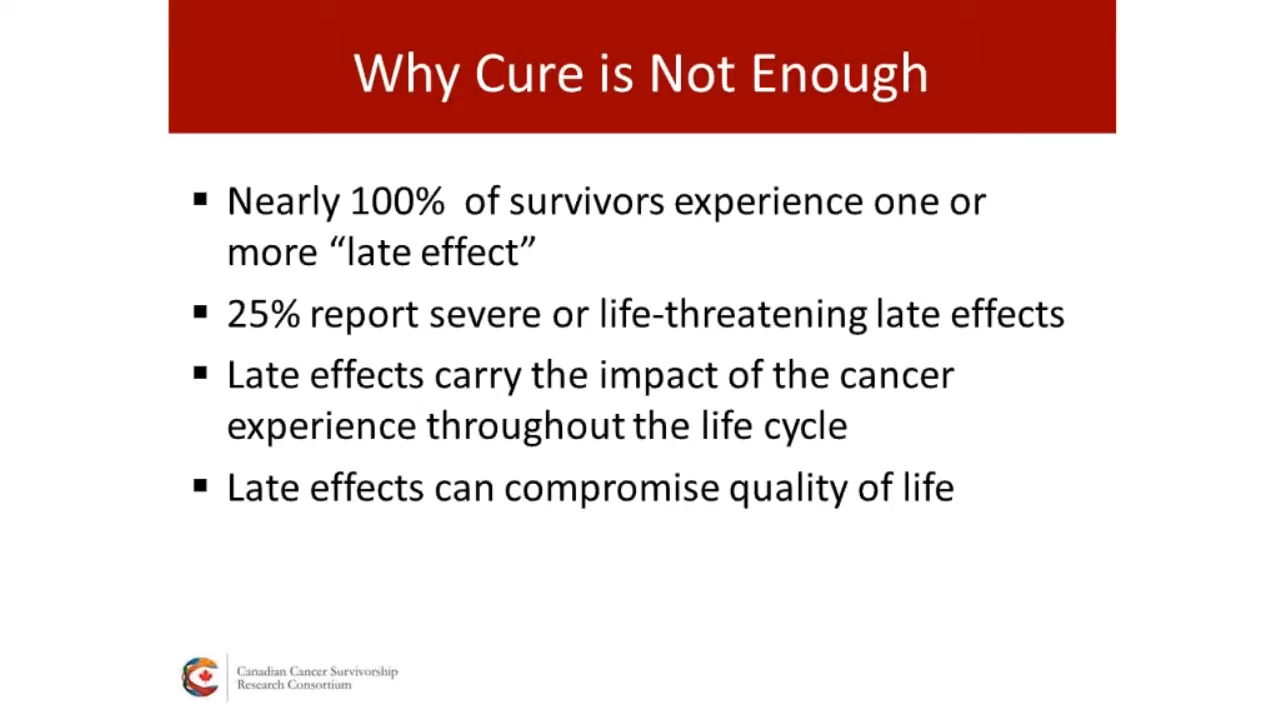 Why Cure is Not Enough
▪ Nearly 100% of survivors experience one or
more “late effect”
▪ 25% report severe or life-threatening late effects
▪ Late effects carry the impact of the cancer
experience throughout the life cycle
▪ Late effects can compromise quality of life
Canadian Cancer Survivorship
Research Consortium